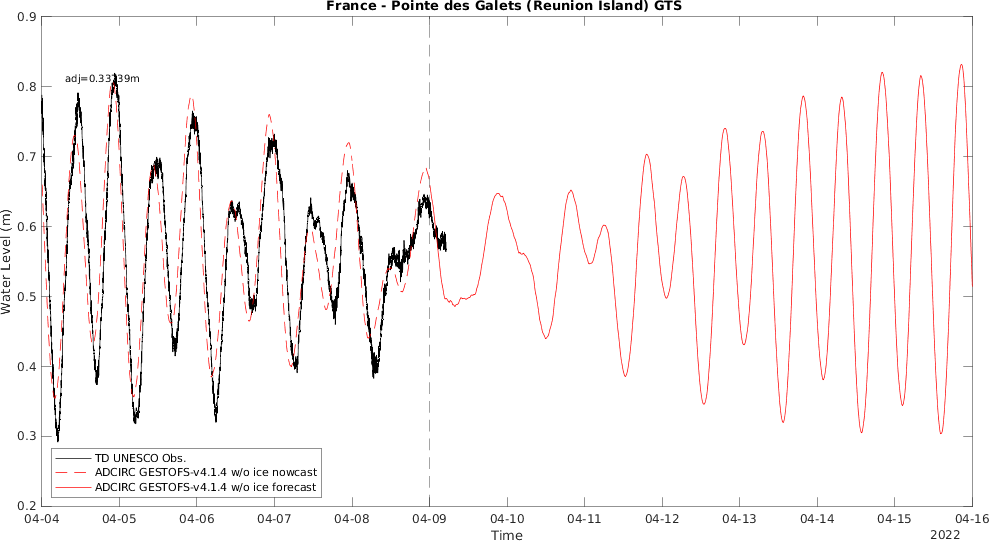 France - Pointe des Galets (Reunion Island) GTS
0.9
0.8
0.7
0.6
0.5
0.4
0.3
0.2
Water Level (m)
adj=0.33239m
TD UNESCO Obs.
ADCIRC GESTOFS-v4.1.4 w/o ice nowcast
ADCIRC GESTOFS-v4.1.4 w/o ice forecast
04-04 04-05 04-06 04-07 04-08 04-09 04-10 04-11 04-12 04-13 04-14 04-15 04-16
Time
2022